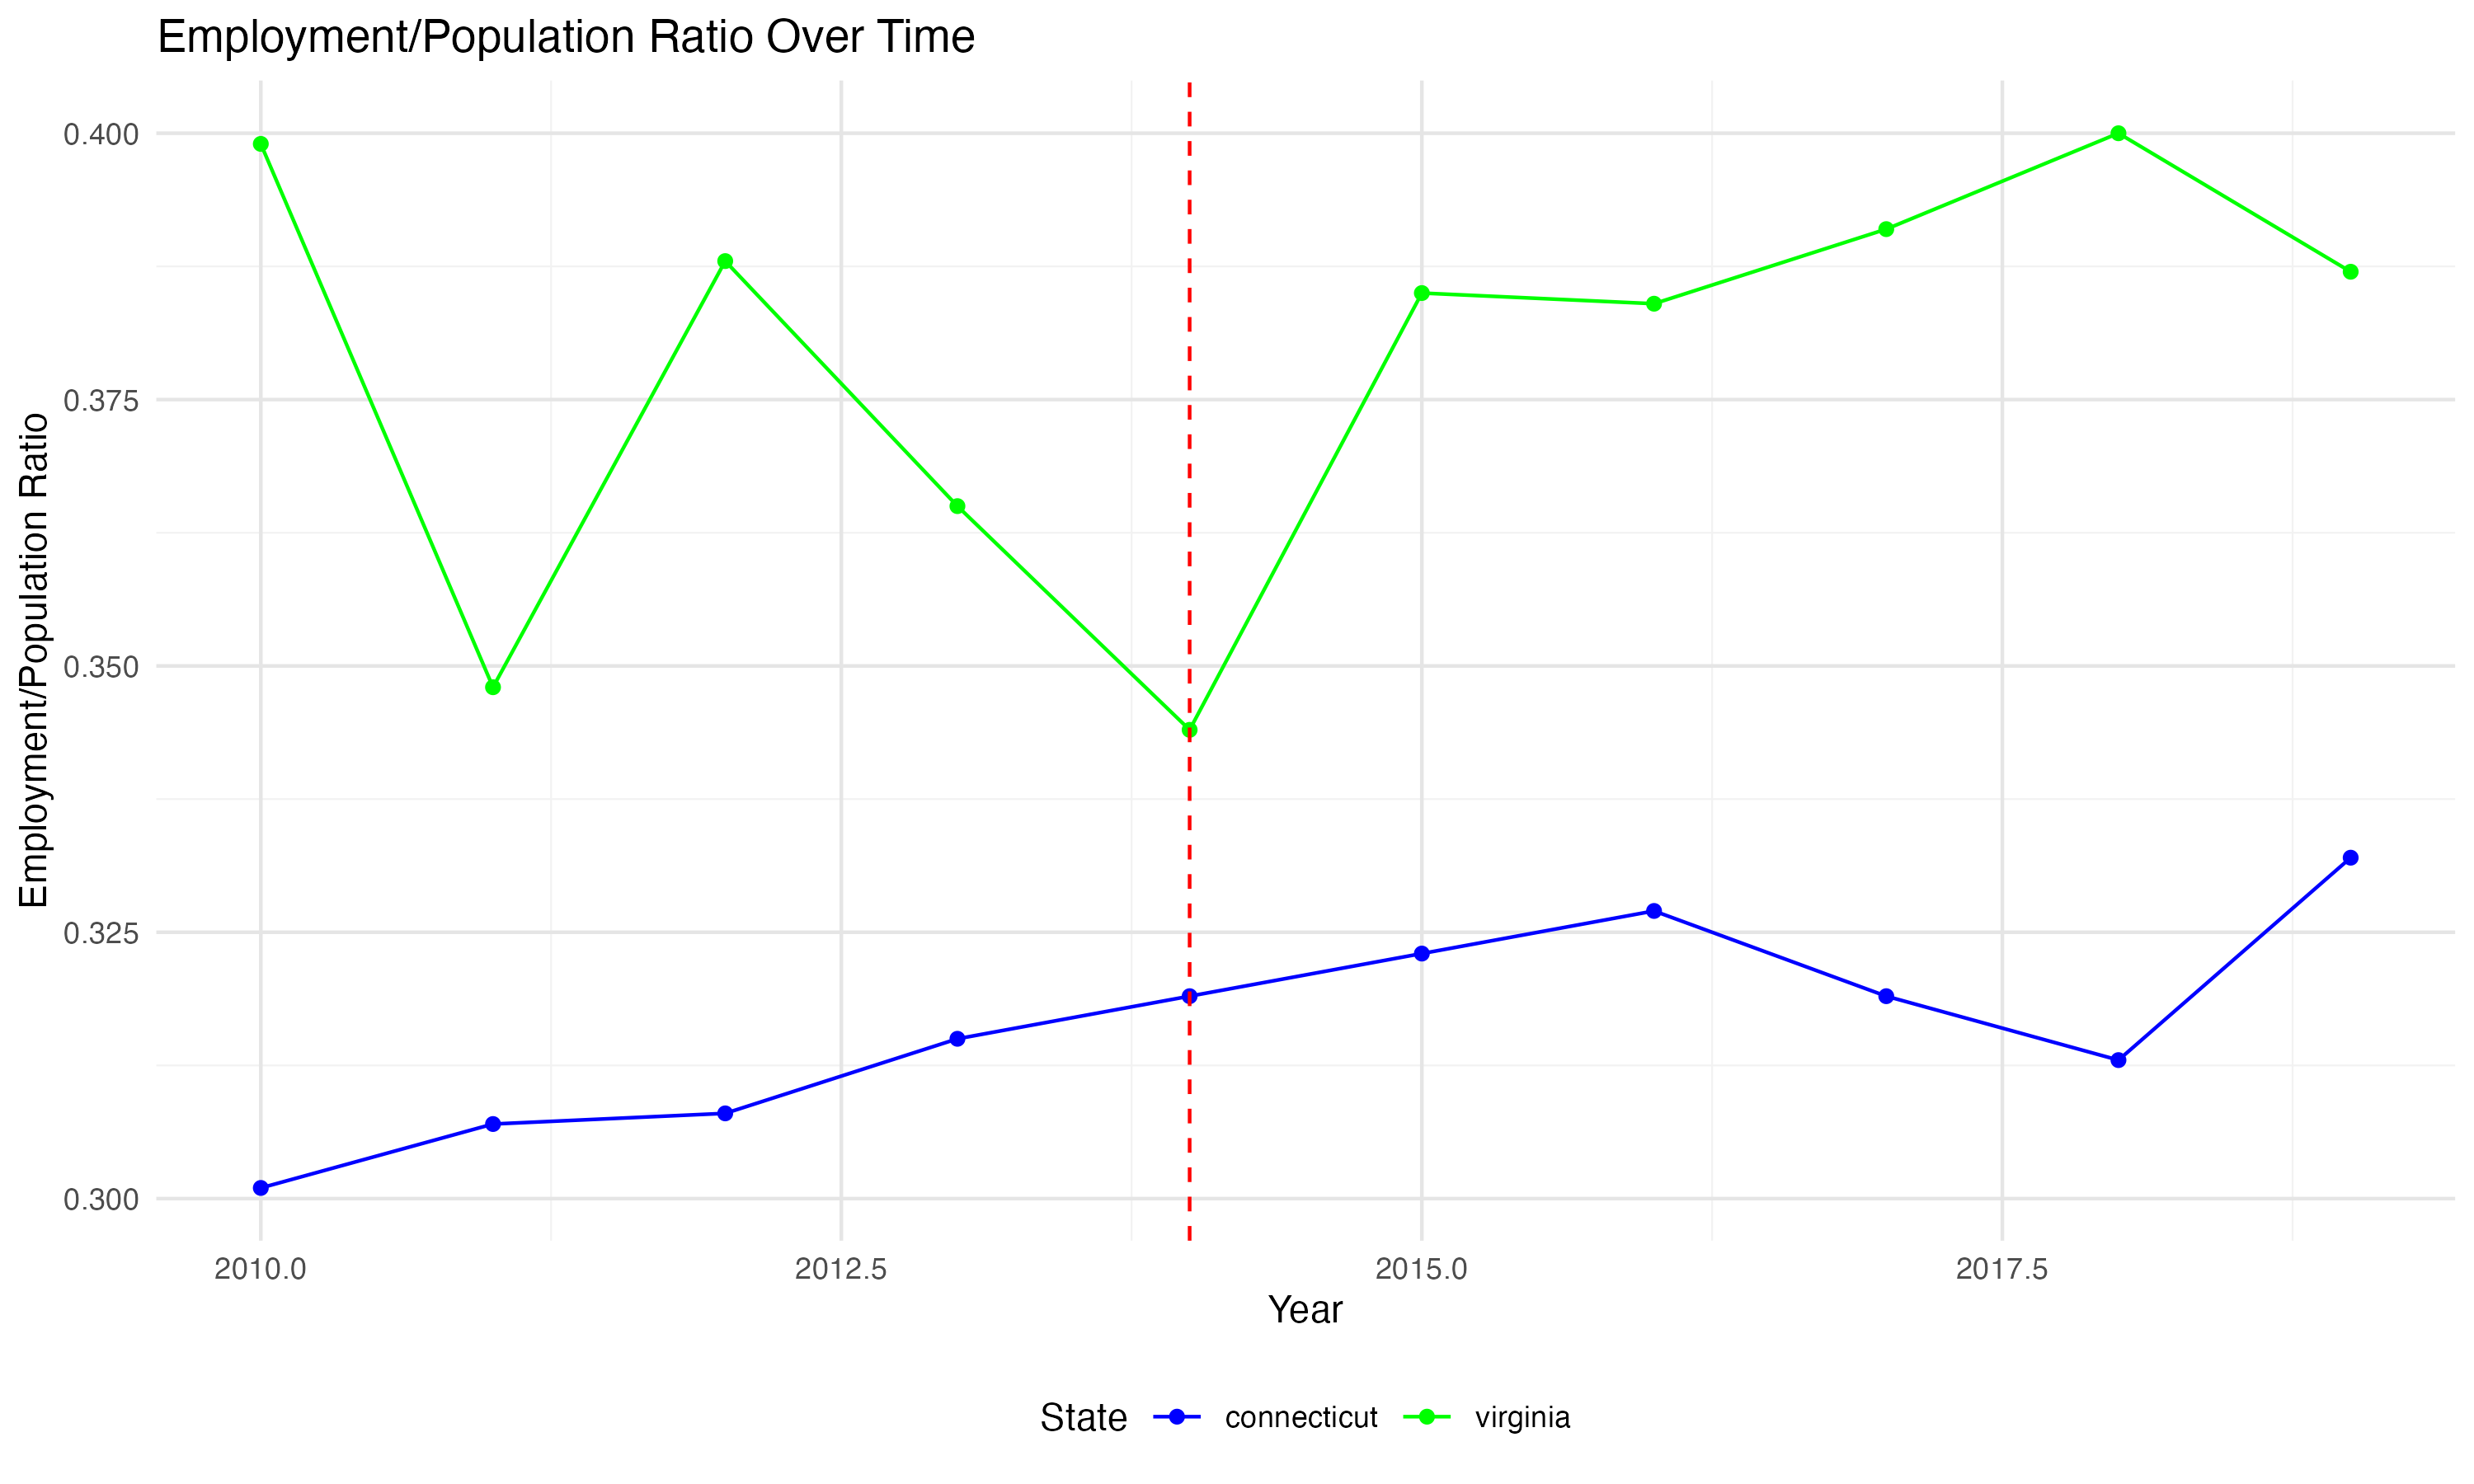 Employment/Population Ratio Over Time
Employment/Population Ratio
0.400
0.375
0.350
0.325
0.300
2010.0 2012.5 2015.0 2017.5
Year
State connecticut virginia